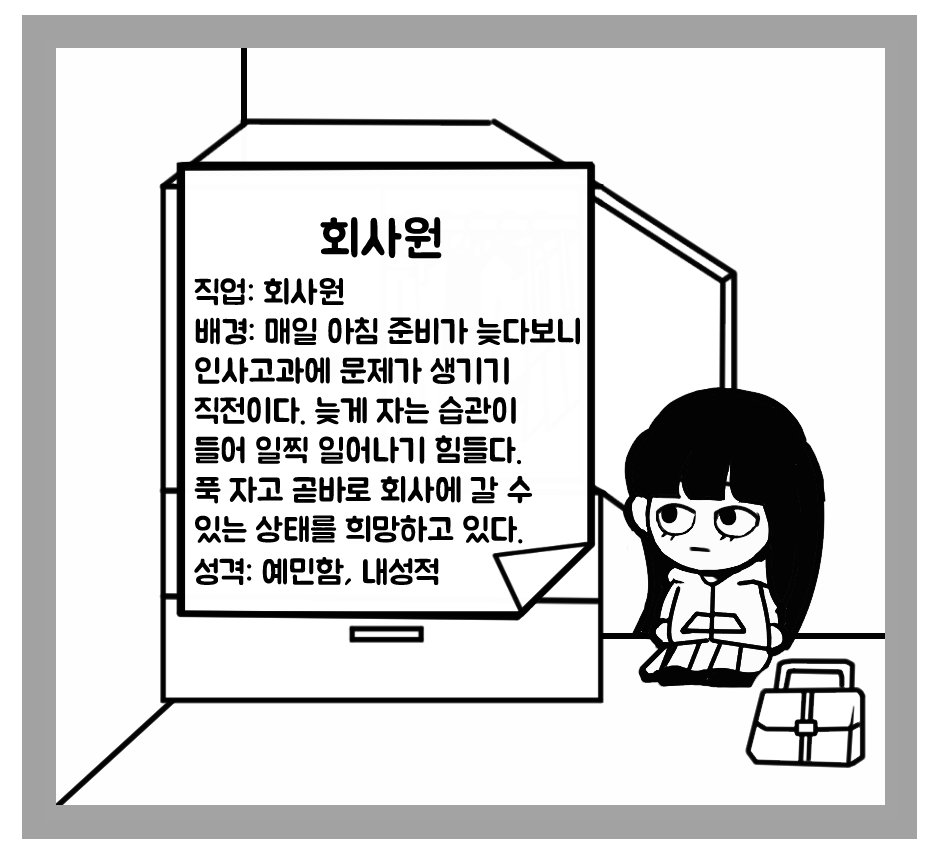 회사원
직업: 회사원
배경: 매일 아침 준비가 늦다보니
인사고과에 문제가 생기기
직전이다. 늦게 자는 습관이
들어 일찍 일어나기 힘들다.
푹 자고 곧바로 회사에 갈 수
있는 상태를 희망하고 있다.
성격: 예민함, 내성적